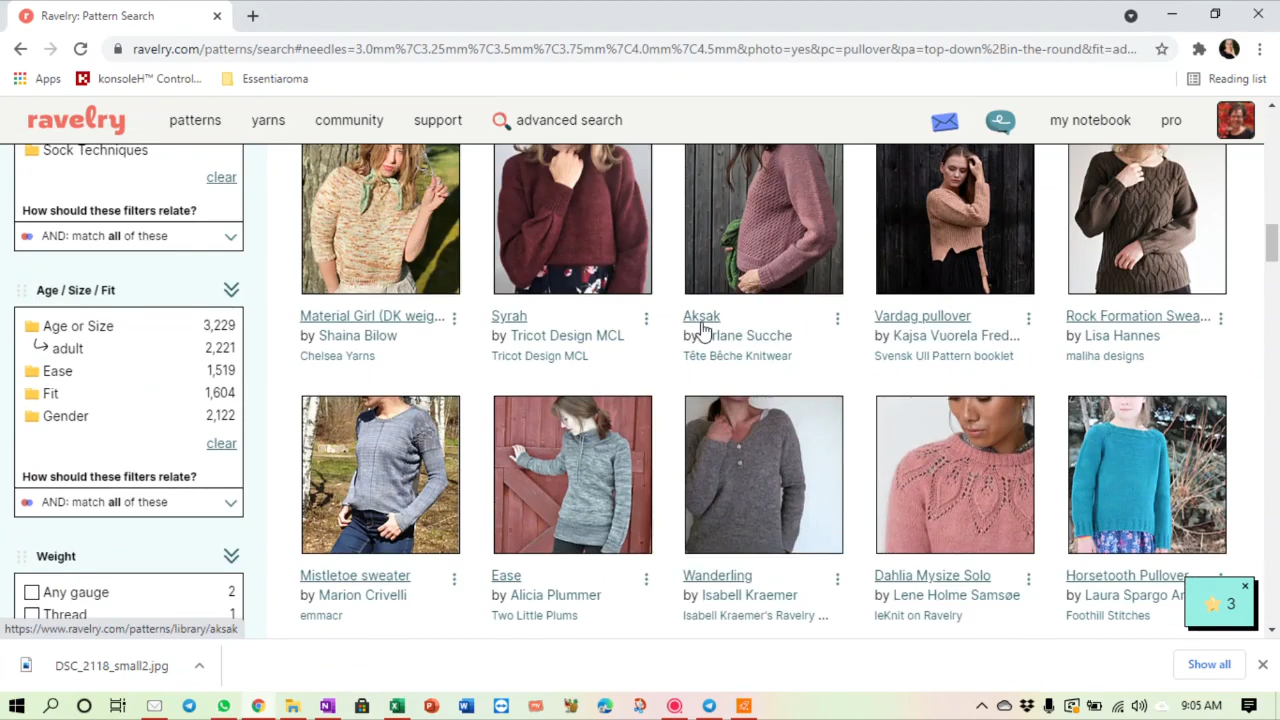 Ravelry: Pattern Search
ravelry.com/patterns/search#needles=3.0mm%7C3.25mm%7C3.5mm%7C3.75mm%7C4.0mm%7C4.5mm&photo=yes&pc=pullover&pa=top-down%2Bin-the-round&fit=ad...
Apps
konsoleH™ Control...
Essentiaroma
Reading list
ravelry
patterns
yarns
community
support
advanced search
my notebook
pro
Sock Techniques
clear
How should these filters relate?
AND: match all of these
Age / Size / Fit
Age or Size 3,229
adult 2,221
Ease 1,519
Fit 1,604
Gender 2,122
clear
How should these filters relate?
AND: match all of these
Weight
Any gauge 2
Thread 1
Material Girl (DK weig...
by Shaina Bilow
Chelsea Yarns
Syrah
by Tricot Design MCL
Tricot Design MCL
Aksak
by rlane Sucche
Tête Bêche Knitwear
Vardag pullover
by Kajsa Vuorela Fred...
Svensk Ull Pattern booklet
Rock Formation Swea...
by Lisa Hannes
maliha designs
Mistletoe sweater
by Marion Crivelli
emmacr
Ease
by Alicia Plummer
Two Little Plums
Wanderling
by Isabell Kraemer
Isabell Kraemer's Ravelry ...
Dahlia Mysize Solo
by Lene Holme Samsøe
leKnit on Ravelry
Horsetooth Pullover
by Laura Spargo Ar
Foothill Stitches
3
https://www.ravelry.com/patterns/library/aksak
DSC_2118_small2.jpg
Show all
9:05 AM